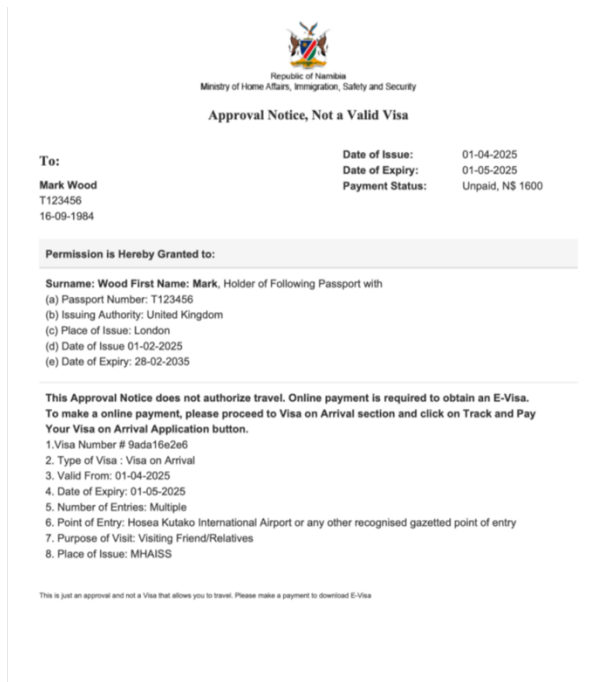 Republic of Namibia
Ministry of Home Affairs, Immigration, Safety and Security
Approval Notice, Not a Valid Visa
To:
Mark Wood
T123456
16-09-1984
Date of Issue: 01-04-2025
Date of Expiry: 01-05-2025
Payment Status: Unpaid, N$ 1600
Permission is Hereby Granted to:
Surname: Wood First Name: Mark, Holder of Following Passport with
(a) Passport Number: T123456
(b) Issuing Authority: United Kingdom
(c) Place of Issue: London
(d) Date of Issue 01-02-2025
(e) Date of Expiry: 28-02-2035
This Approval Notice does not authorize travel. Online payment is required to obtain an E-Visa.
To make a online payment, please proceed to Visa on Arrival section and click on Track and Pay
Your Visa on Arrival Application button.
1.Visa Number # 9ada16e2e6
2. Type of Visa : Visa on Arrival
3. Valid From: 01-04-2025
4. Date of Expiry: 01-05-2025
5. Number of Entries: Multiple
6. Point of Entry: Hosea Kutako International Airport or any other recognised gazetted point of entry
7. Purpose of Visit: Visiting Friend/Relatives
8. Place of Issue: MHAISS
This is just an approval and not a Visa that allows you to travel. Please make a payment to download E-Visa